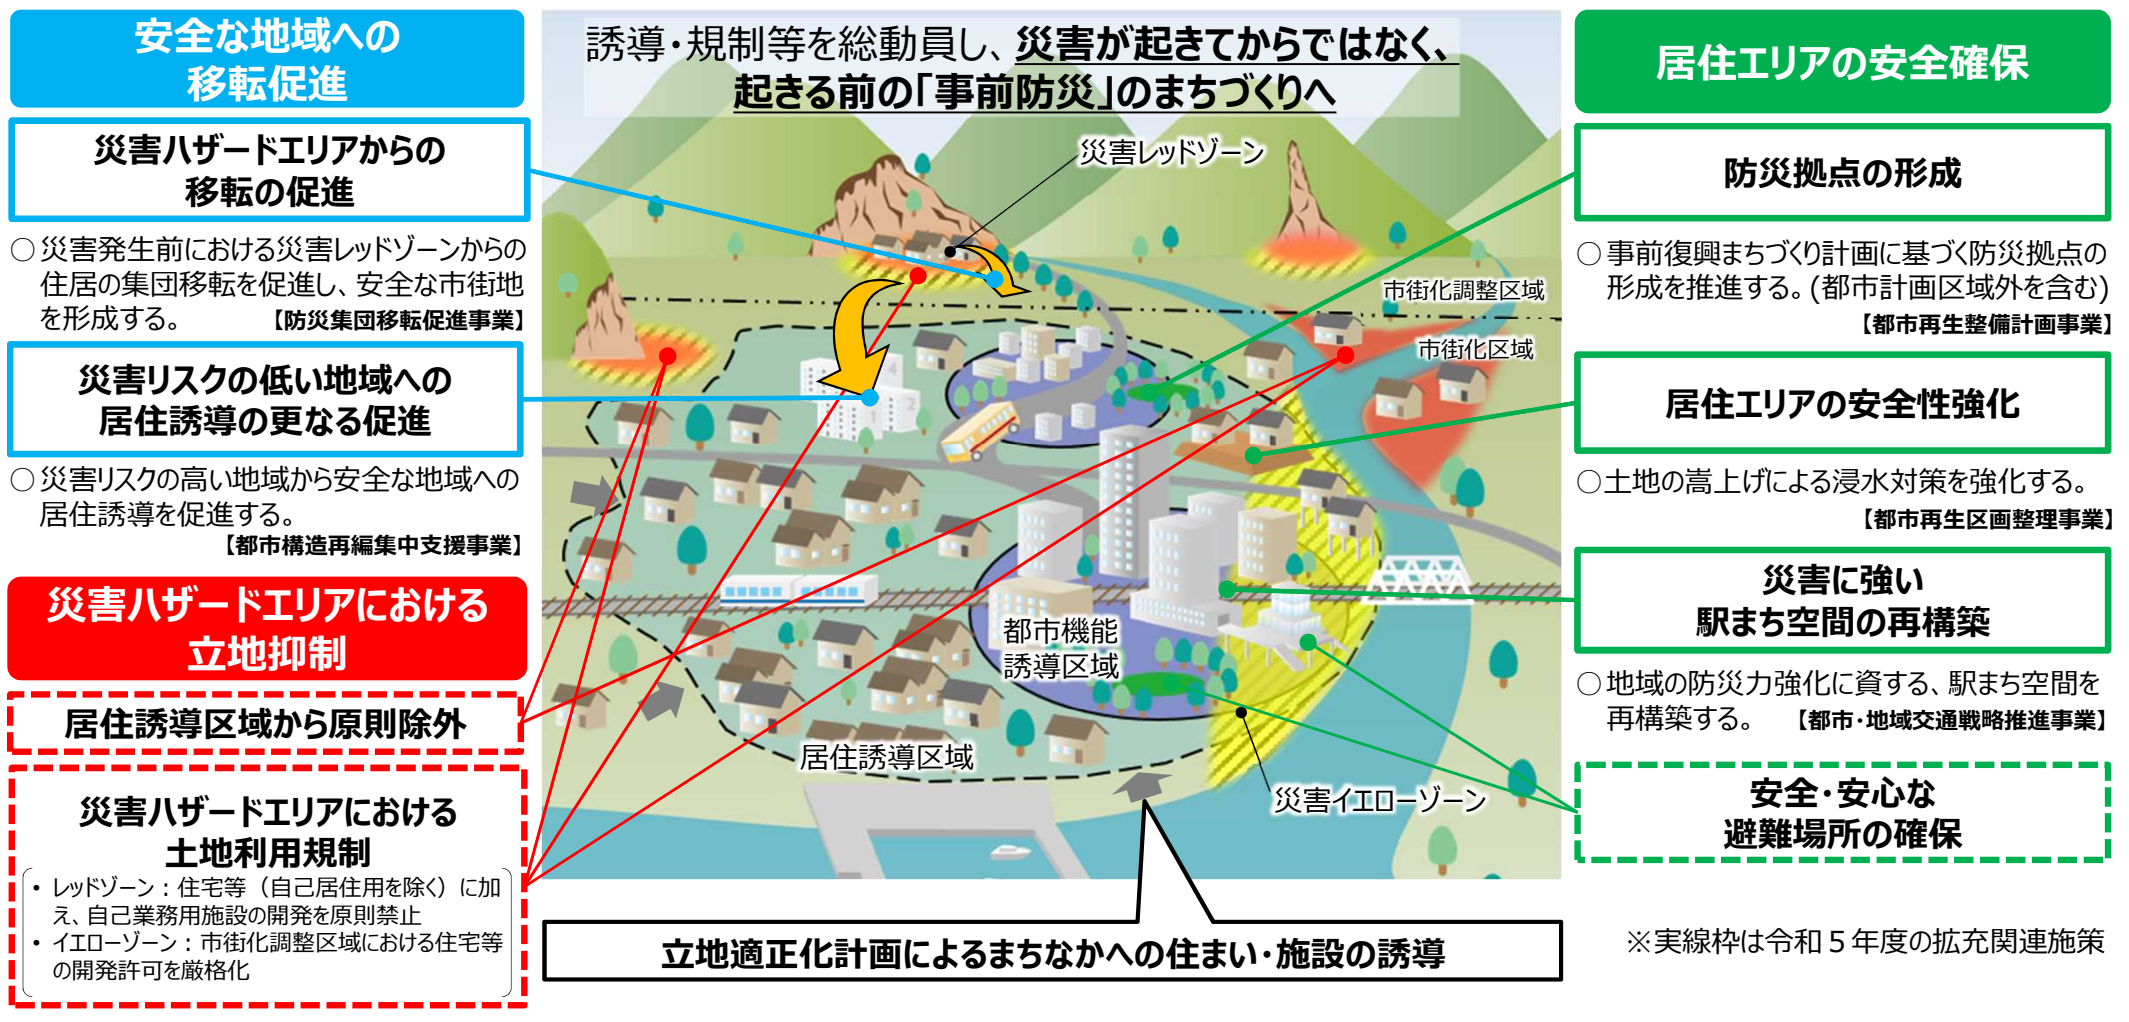 安全な地域への
移転促進
災害ハザードエリアからの
移転の促進
○災害発生前における災害レッドゾーンからの
住居の集団移転を促進し、安全な市街地
を形成する。 【防災集団移転促進事業】
災害リスクの低い地域への
居住誘導の更なる促進
○災害リスクの高い地域から安全な地域への
居住誘導を促進する。
【都市構造再編集中支援事業】
災害ハザードエリアにおける
立地抑制
居住誘導区域から原則除外
災害ハザードエリアにおける
土地利用規制
・レッドゾーン：住宅等（自己居住用を除く）に加
え、自己業務用施設の開発を原則禁止
・イエローゾーン：市街化調整区域における住宅等
の開発許可を厳格化
誘導・規制等を総動員し、災害が起きてからではなく、
起きる前の「事前防災」のまちづくりへ
災害レッドゾーン
市街化調整区域
市街化区域
4
2
都市機能
誘導区域
居住誘導区域
災害イエローゾーン
立地適正化計画によるまちなかへの住まい・施設の誘導
居住エリアの安全確保
防災拠点の形成
○事前復興まちづくり計画に基づく防災拠点の
形成を推進する。(都市計画区域外を含む)
【都市再生整備計画事業】
居住エリアの安全性強化
○土地の嵩上げによる浸水対策を強化する。
【都市再生区画整理事業】
災害に強い
駅まち空間の再構築
○地域の防災力強化に資する、駅まち空間を
再構築する。 【都市・地域交通戦略推進事業】
安全・安心な
避難場所の確保
※実線枠は令和５年度の拡充関連施策